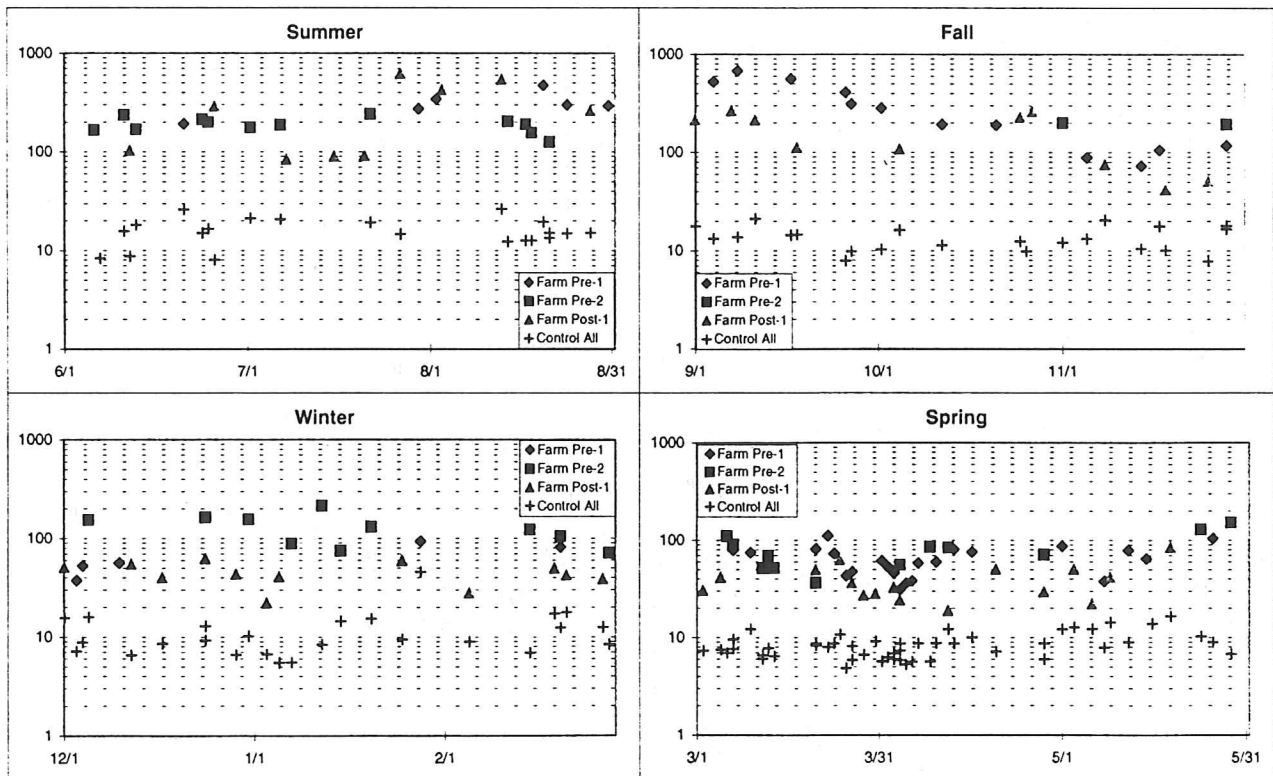 Summer
1000
100
10
1
6/1
7/1
8/1
8/31
Farm Pre-1
Farm Pre-2
Farm Post-1
Control All
Fall
1000
100
10
1
9/1
10/1
11/1
Farm Pre-1
Farm Pre-2
Farm Post-1
Control All
Winter
1000
100
10
1
12/1
1/1
2/1
Farm Pre-1
Farm Pre-2
Farm Post-1
Control All
Spring
1000
100
10
1
3/1
3/31
5/1
5/31
Farm Pre-1
Farm Pre-2
Farm Post-1
Control All